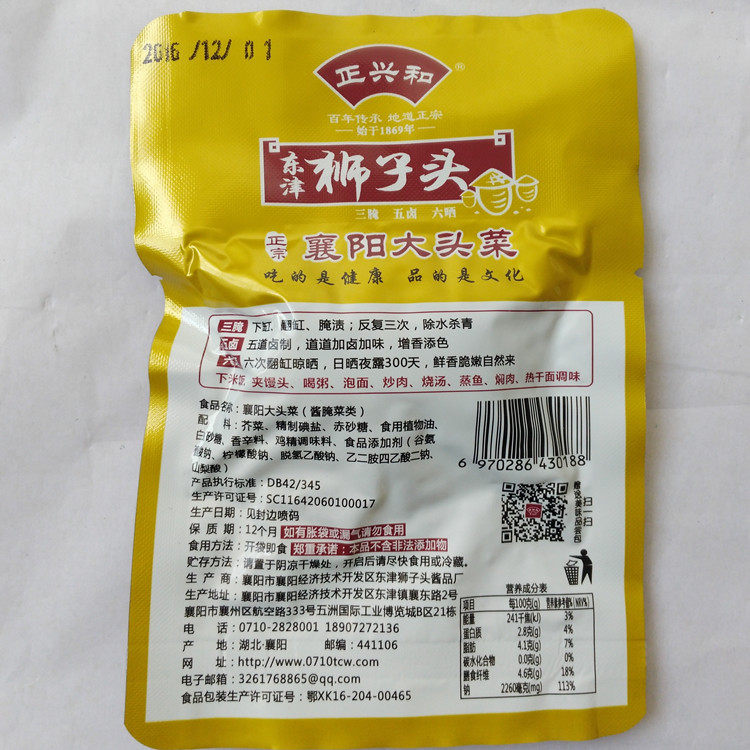 2016/12/01
正兴和®
百年传承 地道正宗
始于1869年
东津 狮子头
三腌 五卤 六晒
正宗 襄阳大头菜
吃的是健康 品的是文化
三腌 下缸、翻缸、腌渍；反复三次，除水杀青
五卤 五道卤制，道道加卤加味，增香添色
六 六次翻缸晾晒，日晒夜露300天，鲜香脆嫩自然来
下米饭 夹馒头、喝粥、泡面、炒肉、烧汤、蒸鱼、焖肉、热干面调味
食品名称：襄阳大头菜（酱腌菜类）
配 料：芥菜、精制碘盐、赤砂糖、食用植物油、
白砂糖、香辛料、鸡精调味料、食品添加剂（谷氨
酸钠、柠檬酸钠、脱氢乙酸钠、乙二胺四乙酸二钠、
山梨酸）
产品执行标准：DB42/345
生产许可证号：SC11642060100017
生产日期：见封边喷码
保 质 期：12个月 如有胀袋或漏气请勿食用
食用方法：开袋即食 郑重承诺：本品不含非法添加物
贮存方法：请置于阴凉干燥处，开启后请尽快食用或冷藏。
生 产 商：襄阳市襄阳经济技术开发区东津狮子头酱品厂
生产地址：襄阳市襄阳经济技术开发区东津镇襄东路2号
襄阳市襄州区航空路333号五洲国际工业博览城B区21栋
电 话：0710-2828001 18907272136
产 地：湖北·襄阳 邮编：441106
网 址：http://www.0710tcw.com
电子邮箱：3261768865@qq.com
食品包装生产许可证号：鄂XK16-204-00465
6 970286 430188
扫一扫
营养成分表
项目 每100克(g) 营养素参考值%(NRV%)
能量 241千焦(kJ) 3%
蛋白质 2.8克(g) 4%
脂肪 4.1克(g) 7%
碳水化合物 0.0克(g) 0%
膳食纤维 4.6克(g) 18%
钠 2260毫克(mg) 113%